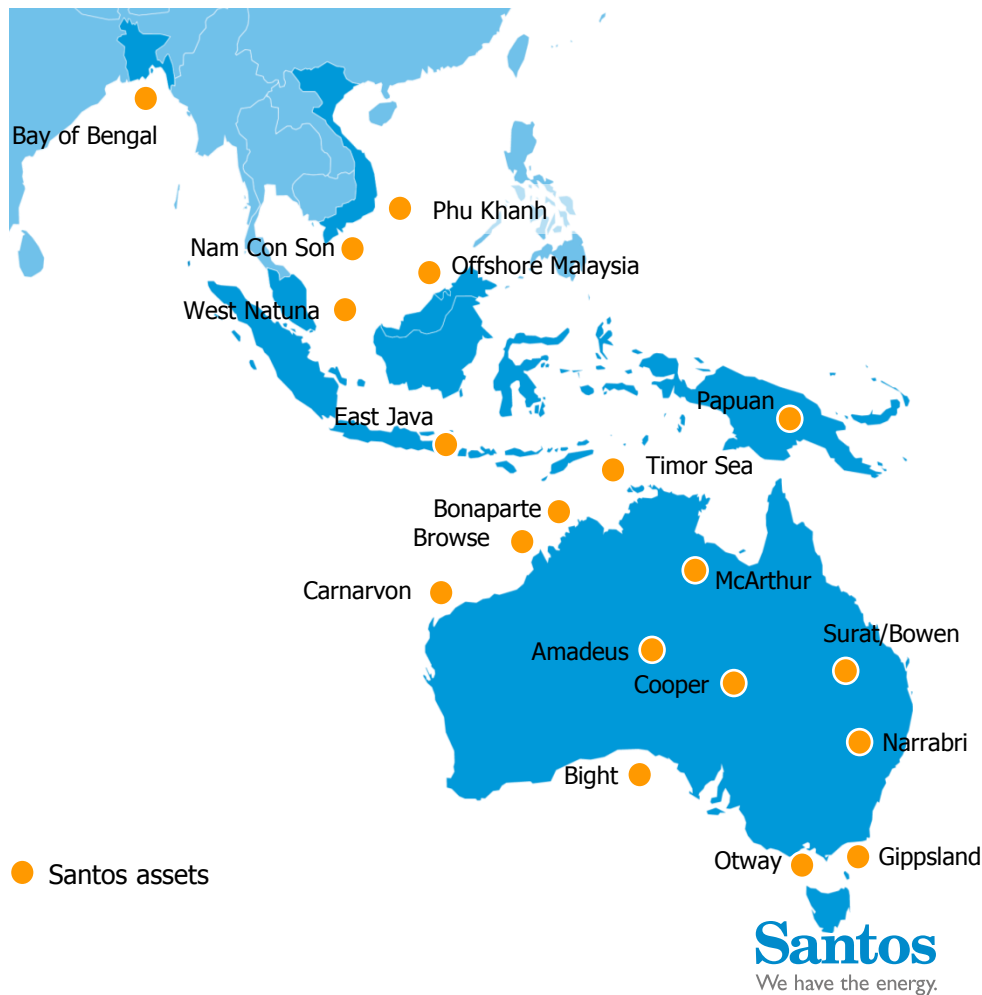 Bay of Bengal
Phu Khanh
Nam Con Son
Offshore Malaysia
West Natuna
Papuan
East Java
Timor Sea
Bonaparte
Browse
McArthur
Carnarvon
Surat/Bowen
Amadeus
Cooper
Narrabri
Bight
Otway
Gippsland
Santos assets
Santos
We have the energy.